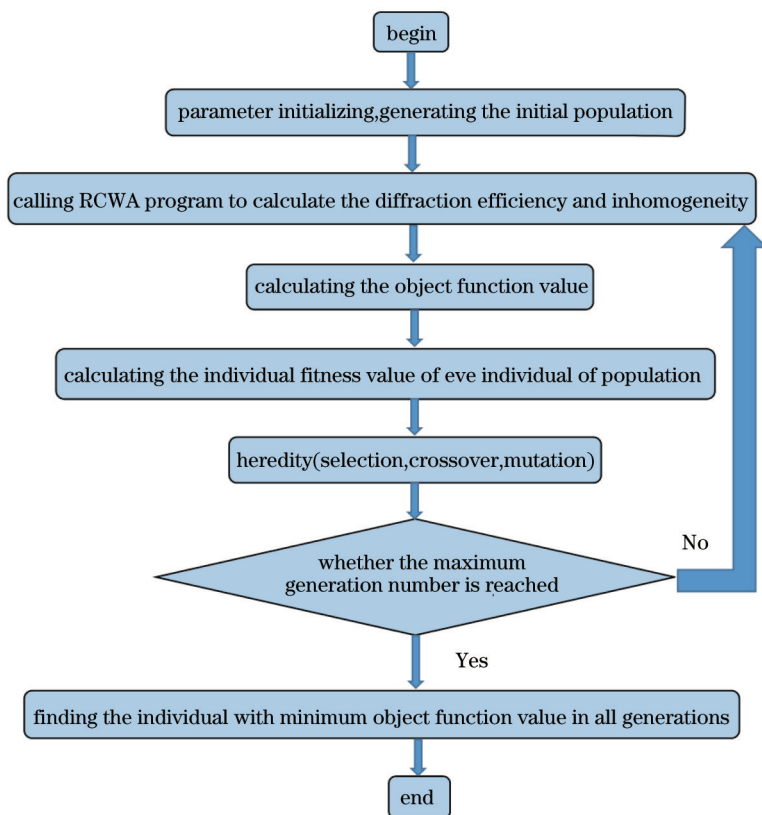 begin
parameter initializing,generating the initial population
calling RCWA program to calculate the diffraction efficiency and inhomogeneity
calculating the object function value
calculating the individual fitness value of eve individual of population
heredity(selection,crossover,mutation)
whether the maximum
generation number is reached
No
Yes
finding the individual with minimum object function value in all generations
end